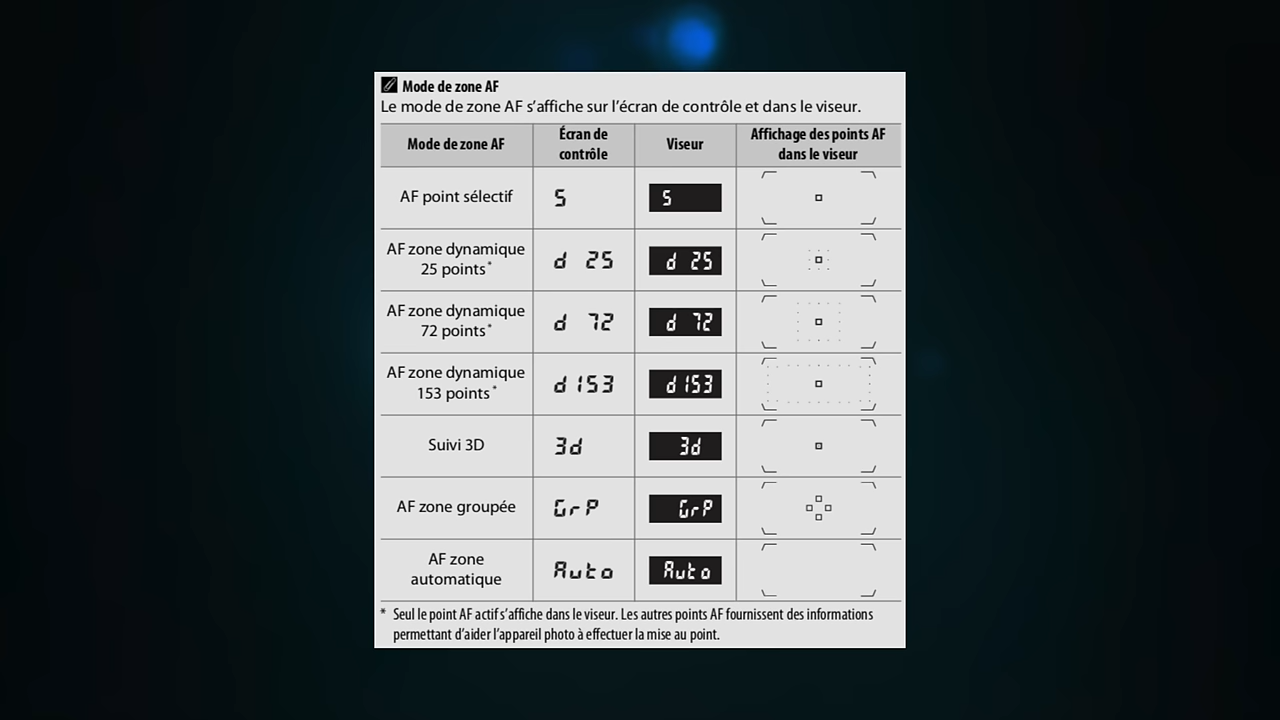 Mode de zone AF
Le mode de zone AF s’affiche sur l’écran de contrôle et dans le viseur.
Mode de zone AF
Écran de
contrôle
Viseur
Affichage des points AF
dans le viseur
AF point sélectif
S
S
AF zone dynamique
25 points*
d 25
d 25
AF zone dynamique
72 points*
d 72
d 72
AF zone dynamique
153 points*
d153
d153
Suivi 3D
3d
3d
AF zone groupée
GrP
GrP
AF zone
automatique
Auto
Auto
* Seul le point AF actif s’affiche dans le viseur. Les autres points AF fournissent des informations
permettant d’aider l’appareil photo à effectuer la mise au point.